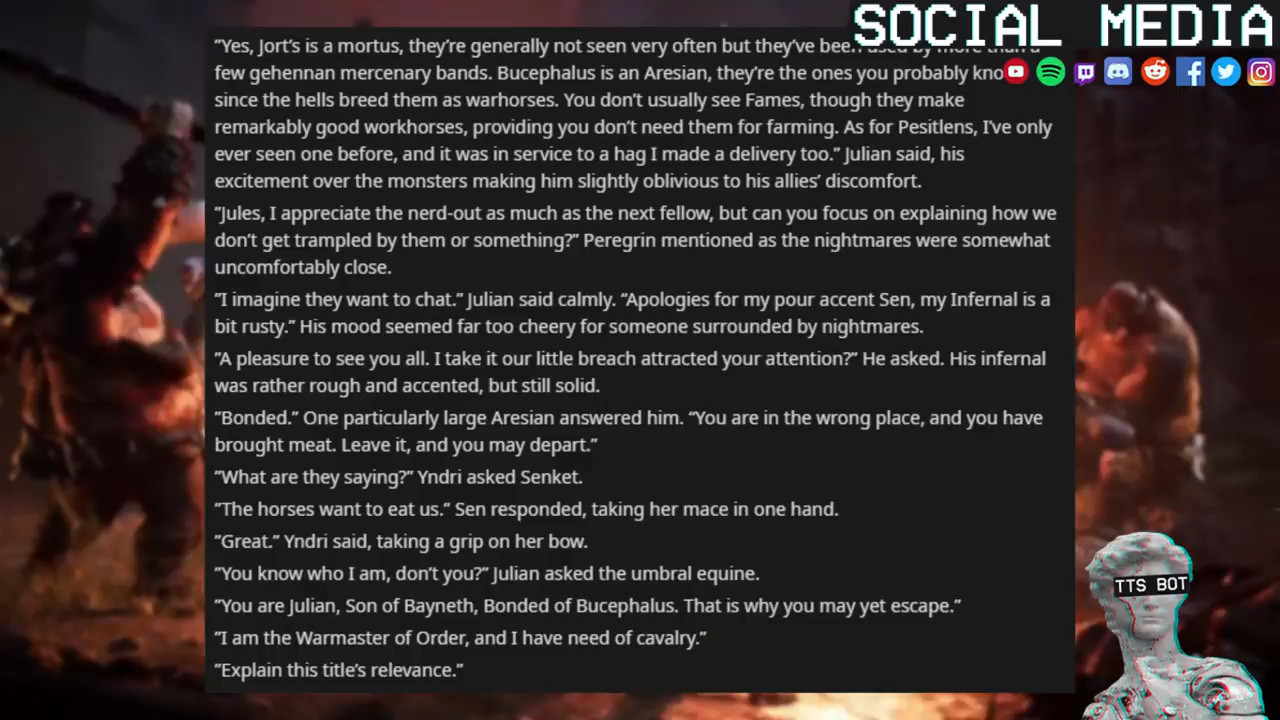 SOCIAL MEDIA
"Yes, Jort's is a mortus, they're generally not seen very often but they've been used by more than a
few gehennan mercenary bands. Bucephalus is an Aresian, they're the ones you probably kno
since the hells breed them as warhorses. You don't usually see Fames, though they make
remarkably good workhorses, providing you don't need them for farming. As for Pesitlens, I've only
ever seen one before, and it was in service to a hag I made a delivery too." Julian said, his
excitement over the monsters making him slightly oblivious to his allies' discomfort.
"Jules, I appreciate the nerd-out as much as the next fellow, but can you focus on explaining how we
don't get trampled by them or something?" Peregrin mentioned as the nightmares were somewhat
uncomfortably close.
"I imagine they want to chat." Julian said calmly. "Apologies for my pour accent Sen, my Infernal is a
bit rusty." His mood seemed far too cheery for someone surrounded by nightmares.
"A pleasure to see you all. I take it our little breach attracted your attention?" He asked. His infernal
was rather rough and accented, but still solid.
"Bonded." One particularly large Aresian answered him. "You are in the wrong place, and you have
brought meat. Leave it, and you may depart."
"What are they saying?" Yndri asked Senket.
"The horses want to eat us." Sen responded, taking her mace in one hand.
"Great." Yndri said, taking a grip on her bow.
"You know who I am, don't you?" Julian asked the umbral equine.
"You are Julian, Son of Bayneth, Bonded of Bucephalus. That is why you may yet escape."
"I am the Warmaster of Order, and I have need of cavalry."
"Explain this title's relevance."
TTS BOT